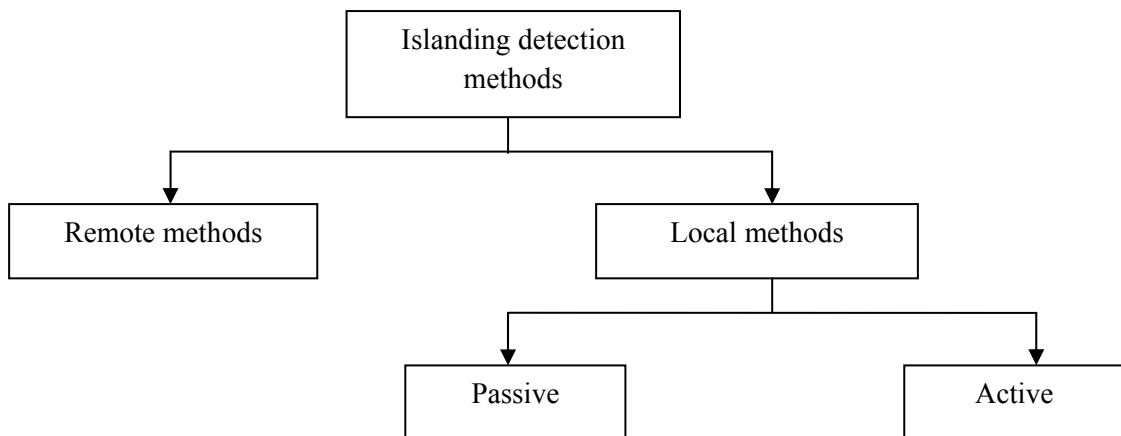 Islanding detection
methods
Remote methods
Local methods
Passive
Active